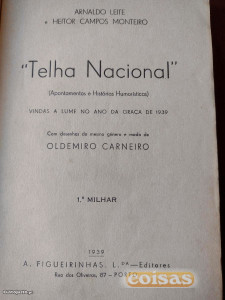 ARNALDO LEITE
e HEITOR CAMPOS MONTEIRO
"Telha Nacional"
(Apontamentos e Histórias Humorísticas)
VINDAS A LUME NO ANO DA GRAÇA DE 1939
Com desenhos do mesmo género e modo de
OLDEMIRO CARNEIRO
1.º MILHAR
1939
A. FIGUEIRINHAS, L.ᴰᴬ—Editores
Rua das Oliveiras, 87 - PORTO
coisas